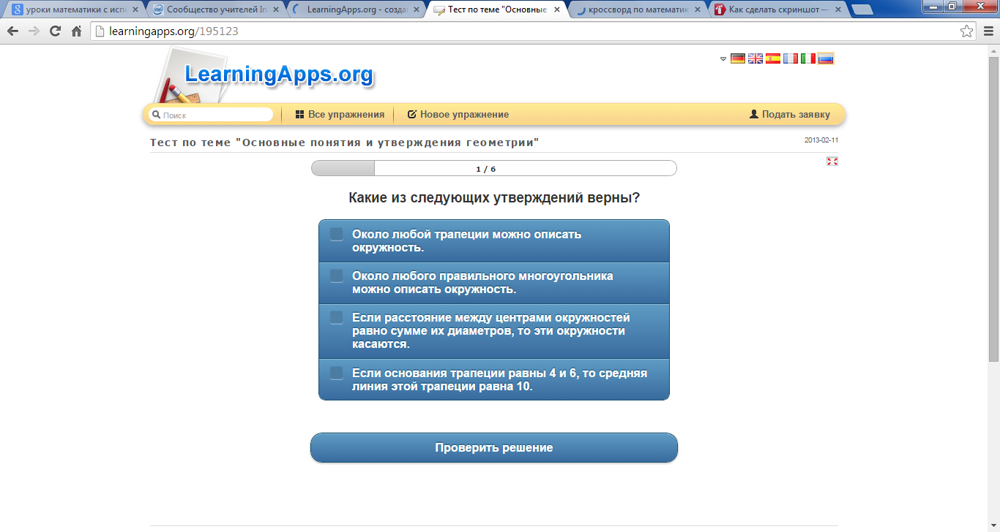 уроки математики с исп
Сообщество учителей In
LearningApps.org - созда
Тест по теме "Основные
кроссворд по математик
Как сделать скриншот —
learningapps.org/195123
LearningApps.org
Поиск
Все упражнения
Новое упражнение
Подать заявку
Тест по теме "Основные понятия и утверждения геометрии"
2013-02-11
1 / 6
Какие из следующих утверждений верны?
Около любой трапеции можно описать
окружность.
Около любого правильного многоугольника
можно описать окружность.
Если расстояние между центрами окружностей
равно сумме их диаметров, то эти окружности
касаются.
Если основания трапеции равны 4 и 6, то средняя
линия этой трапеции равна 10.
Проверить решение